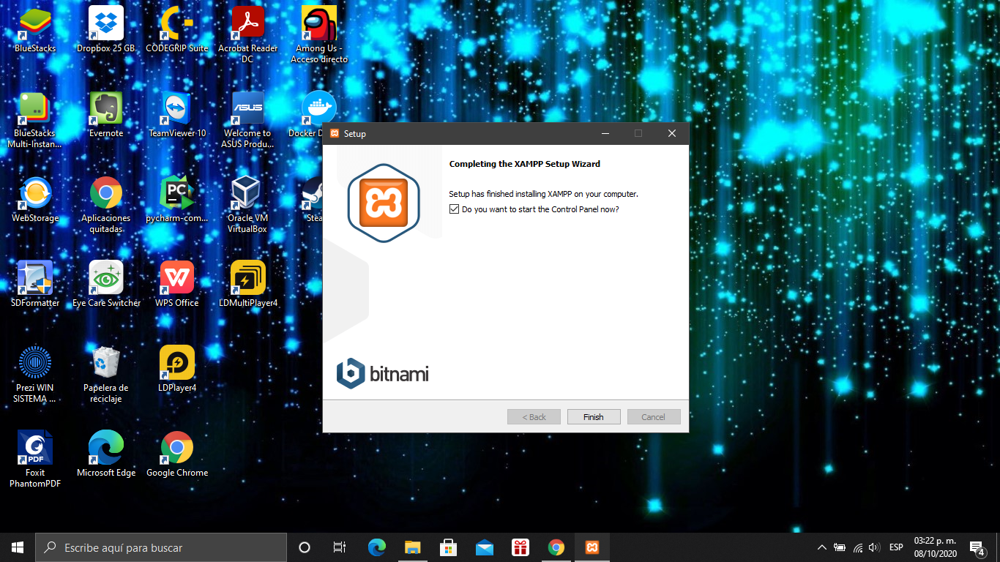 BlueStacks
Dropbox 25 GB
CODEGRIP Suite
Acrobat Reader
DC
Among Us -
Acceso directo
BlueStacks
Multi-Instan...
Evernote
TeamViewer 10
ASUS
Welcome to
ASUS Produ...
Docker D
WebStorage
Aplicaciones
quitadas
PC
pycharm-com...
Oracle VM
VirtualBox
Stea
SDFormatter
Eye Care Switcher
WPS Office
LDMultiPlayer4
Prezi WIN
SISTEMA ...
Papelera de
reciclaje
LDPlayer4
PDF
Foxit
PhantomPDF
Microsoft Edge
Google Chrome
Setup
Completing the XAMPP Setup Wizard
Setup has finished installing XAMPP on your computer.
Do you want to start the Control Panel now?
bitnami
< Back
Finish
Cancel
Escribe aquí para buscar
ESP
03:22 p. m.
08/10/2020
4